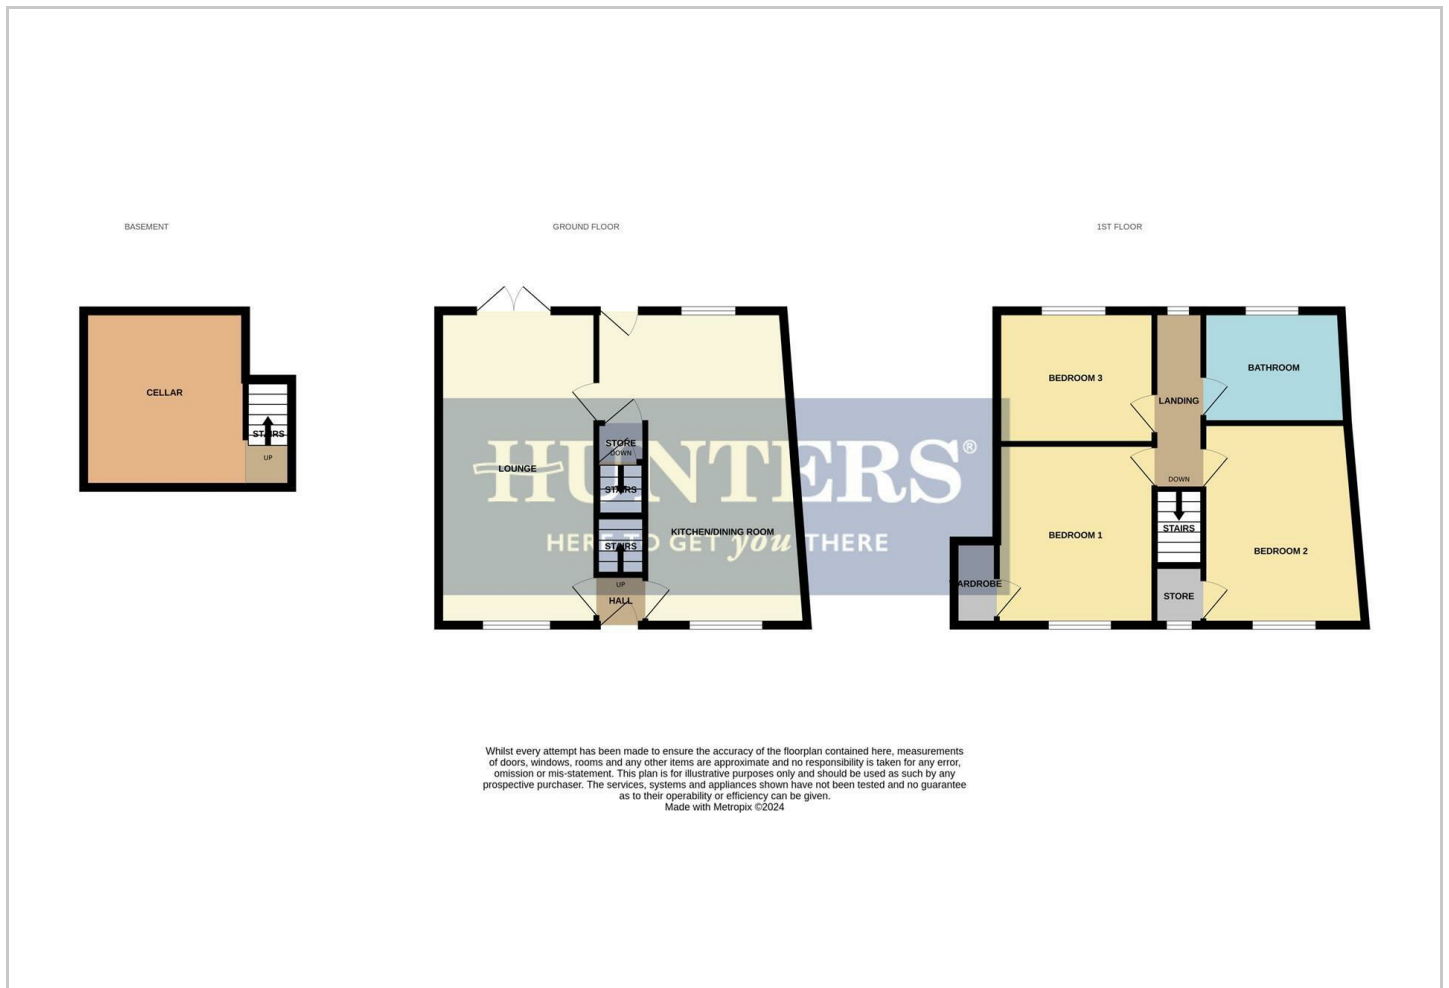 BASEMENT
GROUND FLOOR
1ST FLOOR
CELLAR
STAIRS
UP
LOUNGE
STORE
DOWN
STAIRS
STAIRS
UP
HALL
KITCHEN/DINING ROOM
BEDROOM 3
LANDING
BATHROOM
DOWN
STAIRS
BEDROOM 1
BEDROOM 2
WARDROBE
STORE
HUNTERS®
HERE TO GET you THERE
Whilst every attempt has been made to ensure the accuracy of the floorplan contained here, measurements
of doors, windows, rooms and any other items are approximate and no responsibility is taken for any error,
omission or mis-statement. This plan is for illustrative purposes only and should be used as such by any
prospective purchaser. The services, systems and appliances shown have not been tested and no guarantee
as to their operability or efficiency can be given.
Made with Metropix ©2024